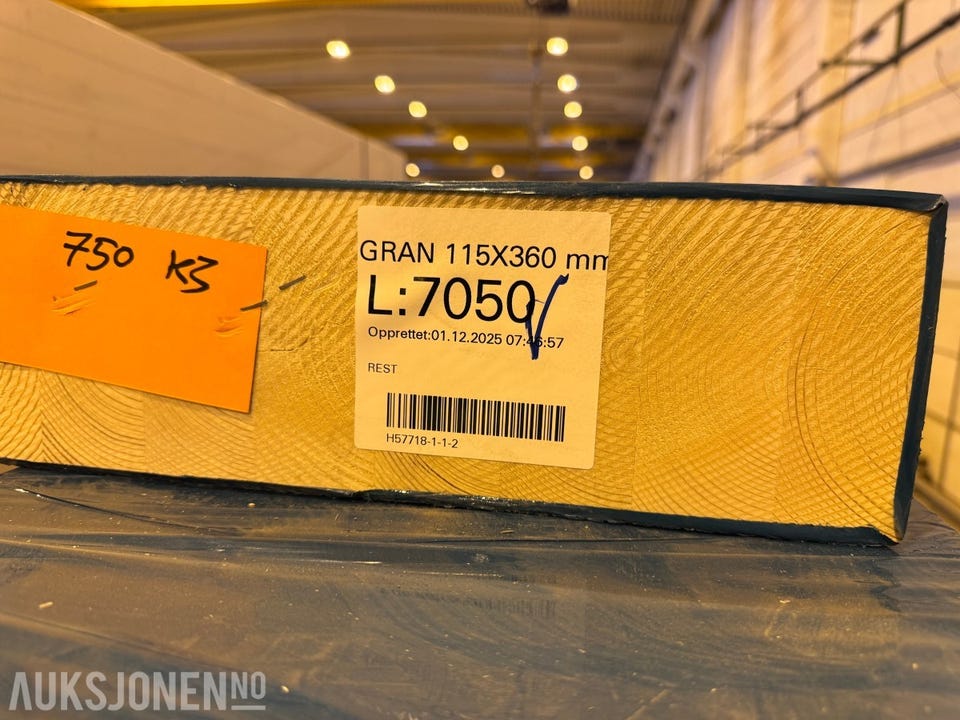 750 K3
GRAN 115X360 mm
L:7050
Opprettet:01.12.2025 07:46:57
REST
H57718-1-1-2
AUKSJONEN NO